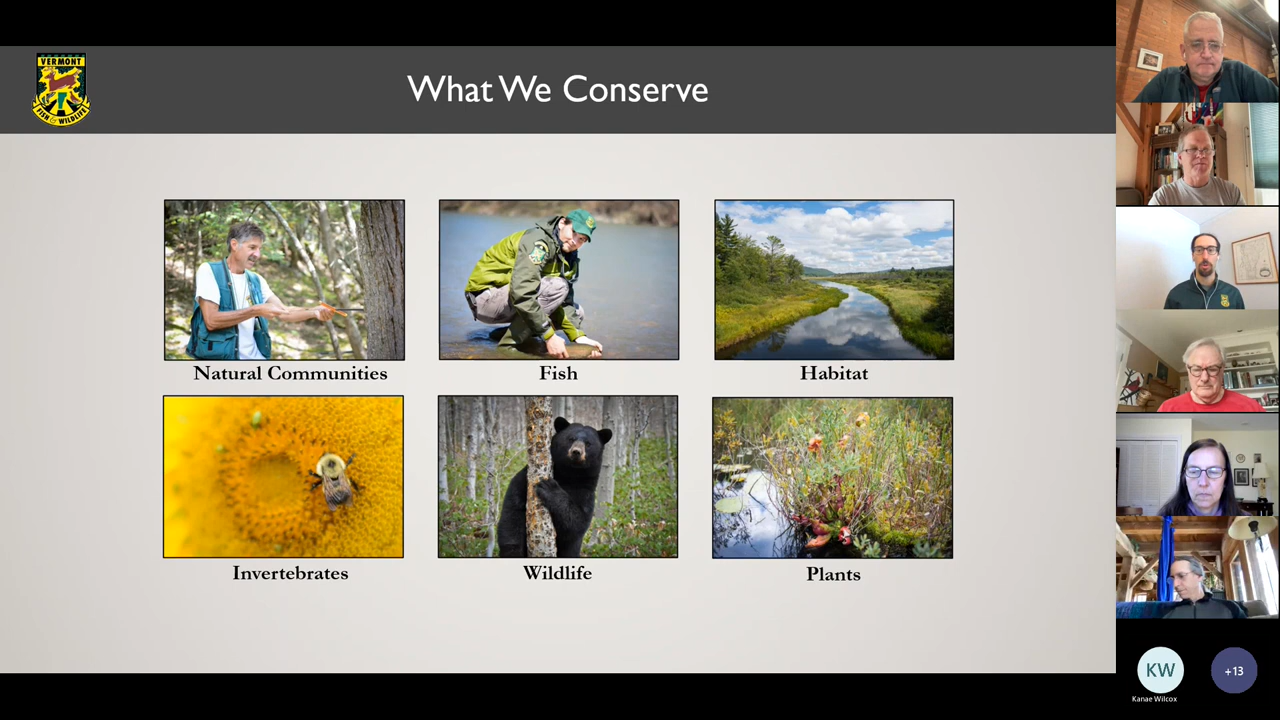 VERMONT
FISH & WILDLIFE
What We Conserve
Natural Communities
Fish
Habitat
Invertebrates
Wildlife
Plants
KW
+13
Kanae Wilcox